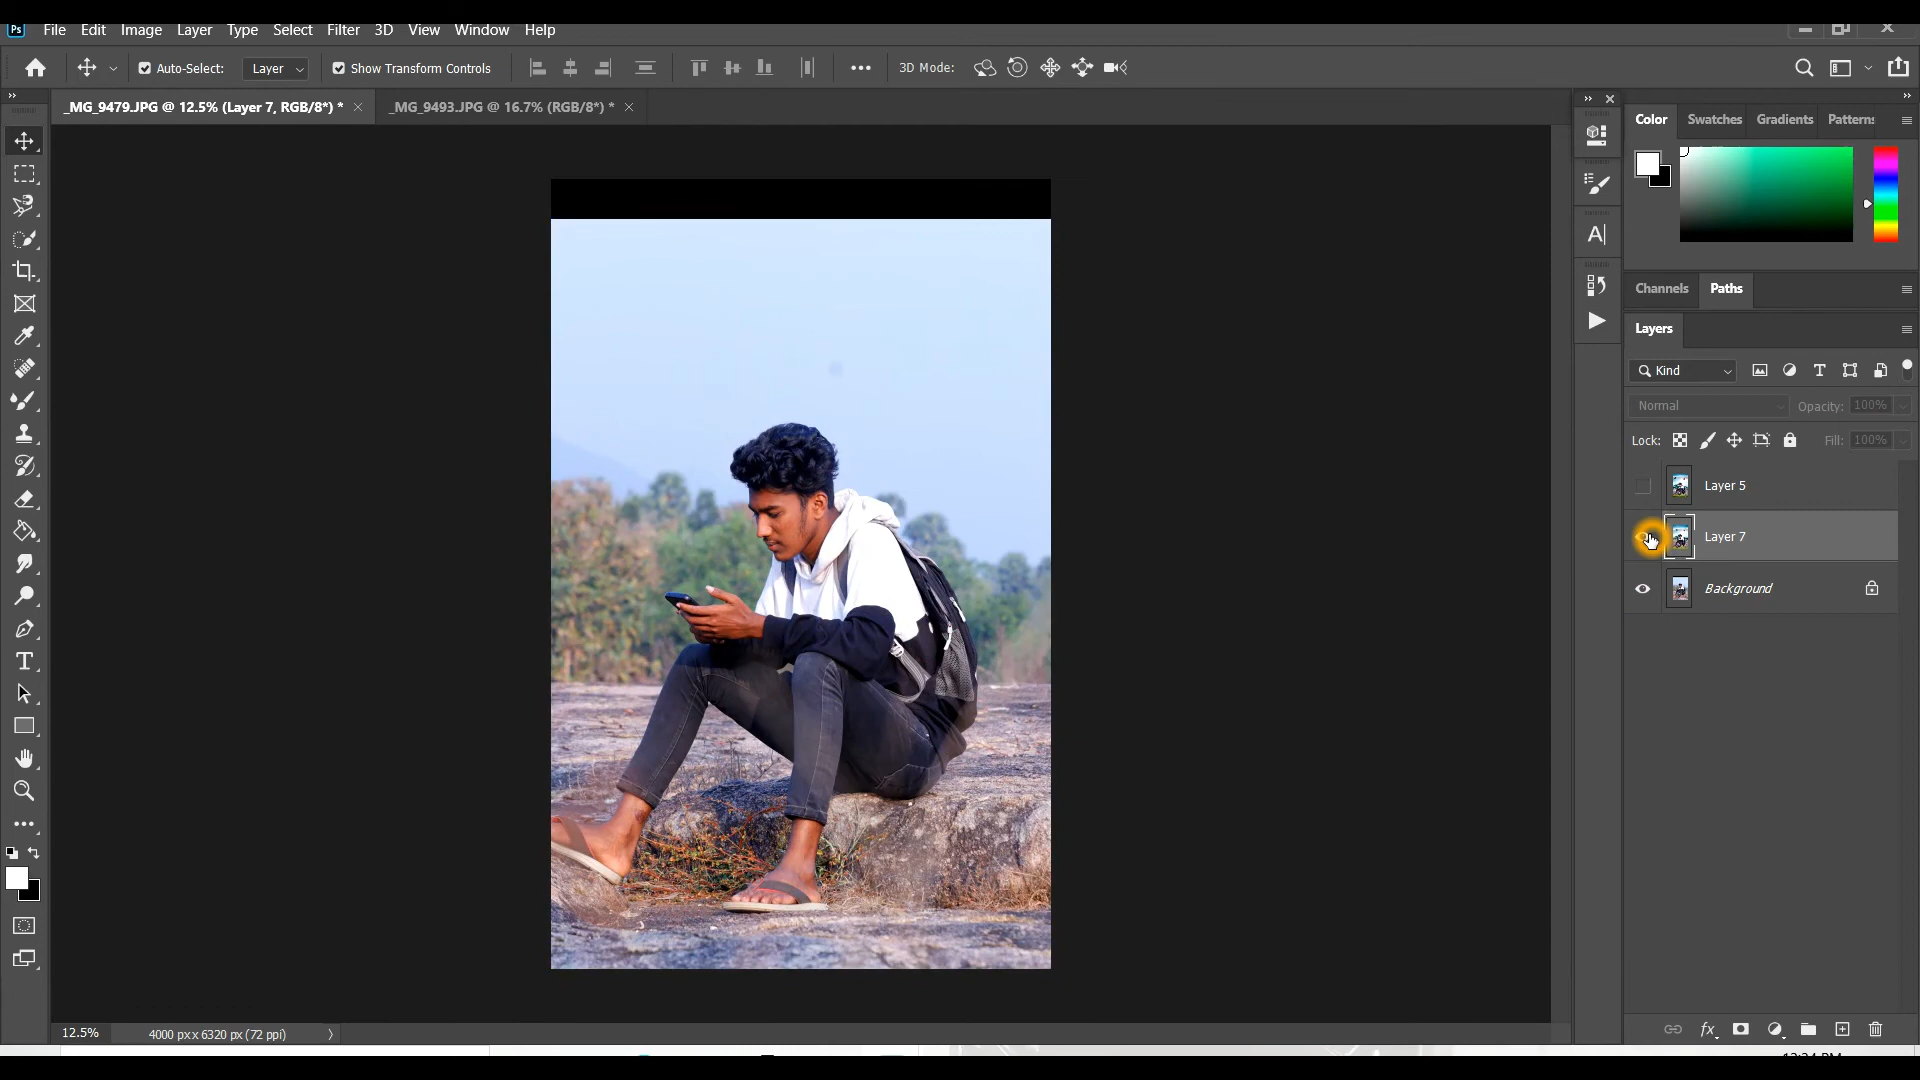 Ps File Edit Image Layer Type Select Filter 3D View Window Help
Auto-Select: Layer Show Transform Controls 3D Mode:
_MG_9479.JPG @ 12.5% (Layer 7, RGB/8*) * _MG_9493.JPG @ 16.7% (RGB/8*) *
Color Swatches Gradients Patterns
Channels Paths
Layers
Kind
Normal Opacity: 100%
Lock: Fill: 100%
Layer 5
Layer 7
Background
12.5% 4000 px x 6320 px (72 ppi)